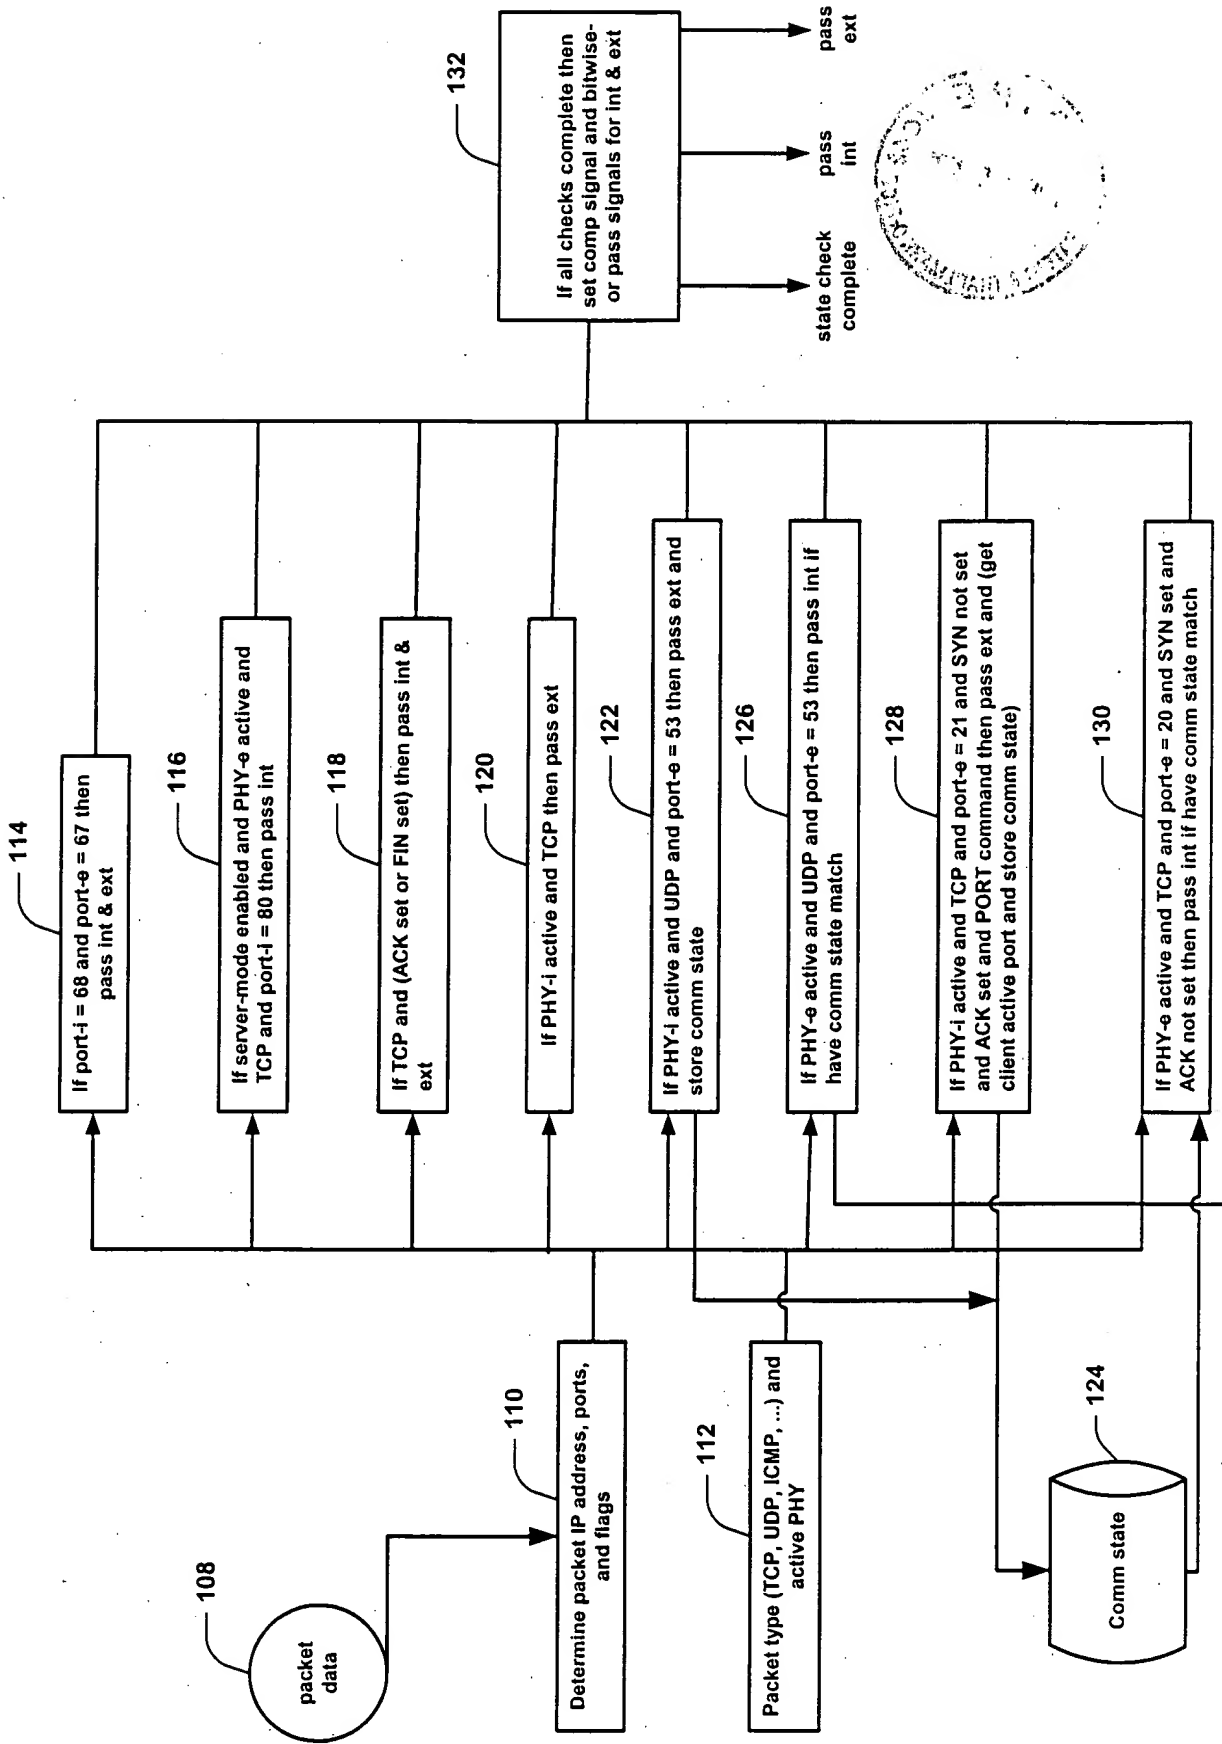 108
packet
data
110
Determine packet IP address, ports,
and flags
112
Packet type (TCP, UDP, ICMP, ...) and
active PHY
124
Comm state
114
If port-i = 68 and port-e = 67 then
pass int & ext
116
If server-mode enabled and PHY-e active and
TCP and port-i = 80 then pass int
118
If TCP and (ACK set or FIN set) then pass int &
ext
120
If PHY-i active and TCP then pass ext
122
If PHY-i active and UDP and port-e = 53 then pass ext and
store comm state
126
If PHY-e active and UDP and port-e = 53 then pass int if
have comm state match
128
If PHY-i active and TCP and port-e = 21 and SYN not set
and ACK set and PORT command then pass ext and (get
client active port and store comm state)
130
If PHY-e active and TCP and port-e = 20 and SYN set and
ACK not set then pass int if have comm state match
132
If all checks complete then
set comp signal and bitwise-
or pass signals for int & ext
state check
complete
pass
int
pass
ext